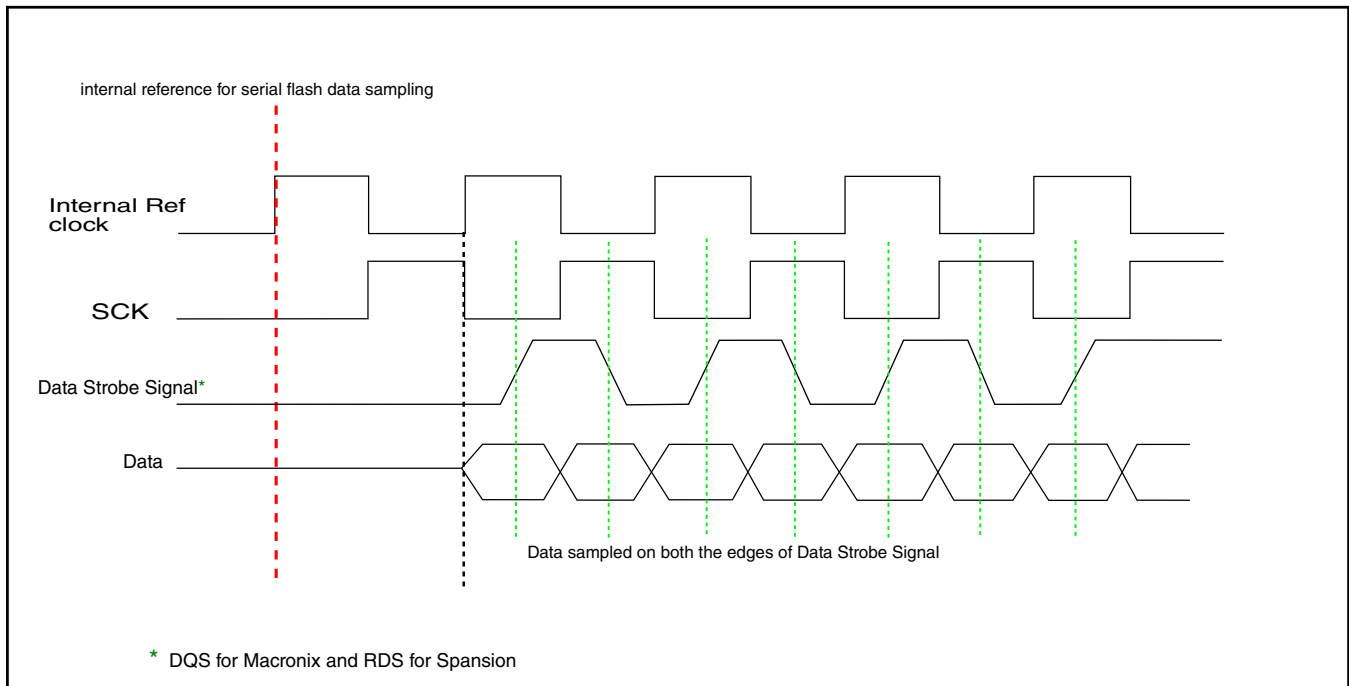 internal reference for serial flash data sampling
Internal Ref
clock
SCK
Data Strobe Signal*
Data
Data sampled on both the edges of Data Strobe Signal
* DQS for Macronix and RDS for Spansion